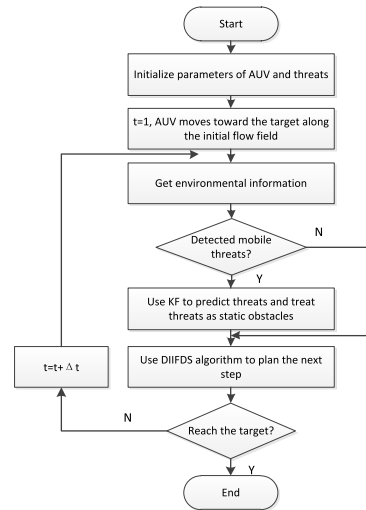 Start
Initialize parameters of AUV and threats
t=1, AUV moves toward the target along
the initial flow field
Get environmental information
Detected mobile
threats?
N
Y
Use KF to predict threats and treat
threats as static obstacles
Use DIIFDS algorithm to plan the next
step
t=t+ Δ t
N
Reach the target?
Y
End